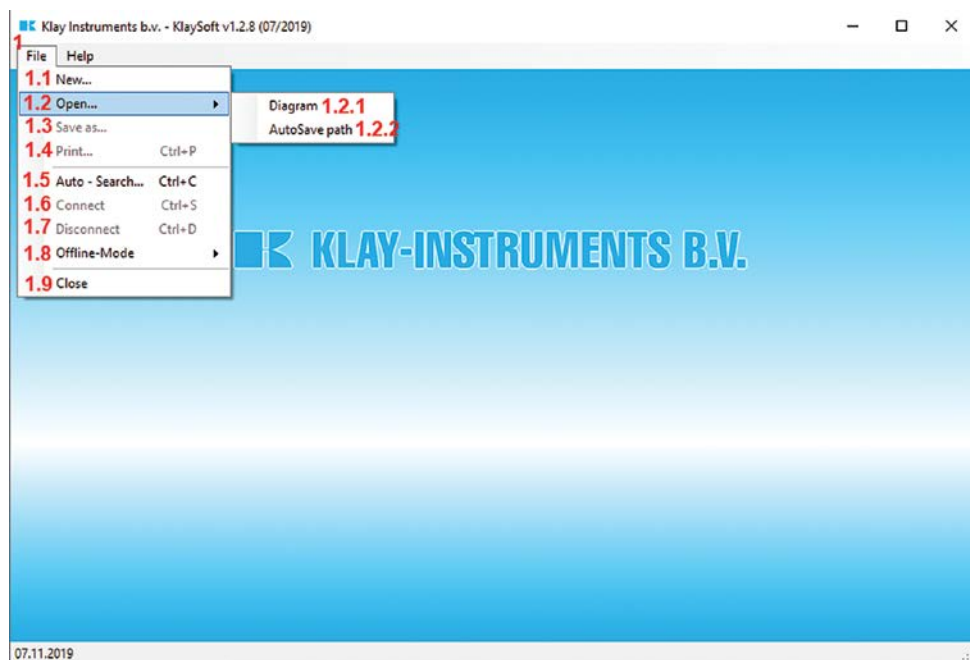 Klay Instruments b.v. - KlaySoft v1.2.8 (07/2019)
1
File Help
1.1 New...
1.2 Open...
Diagram 1.2.1
AutoSave path 1.2.2
1.3 Save as...
1.4 Print... Ctrl+P
1.5 Auto - Search... Ctrl+C
1.6 Connect Ctrl+S
1.7 Disconnect Ctrl+D
1.8 Offline-Mode
KLAY-INSTRUMENTS B.V.
1.9 Close
07.11.2019